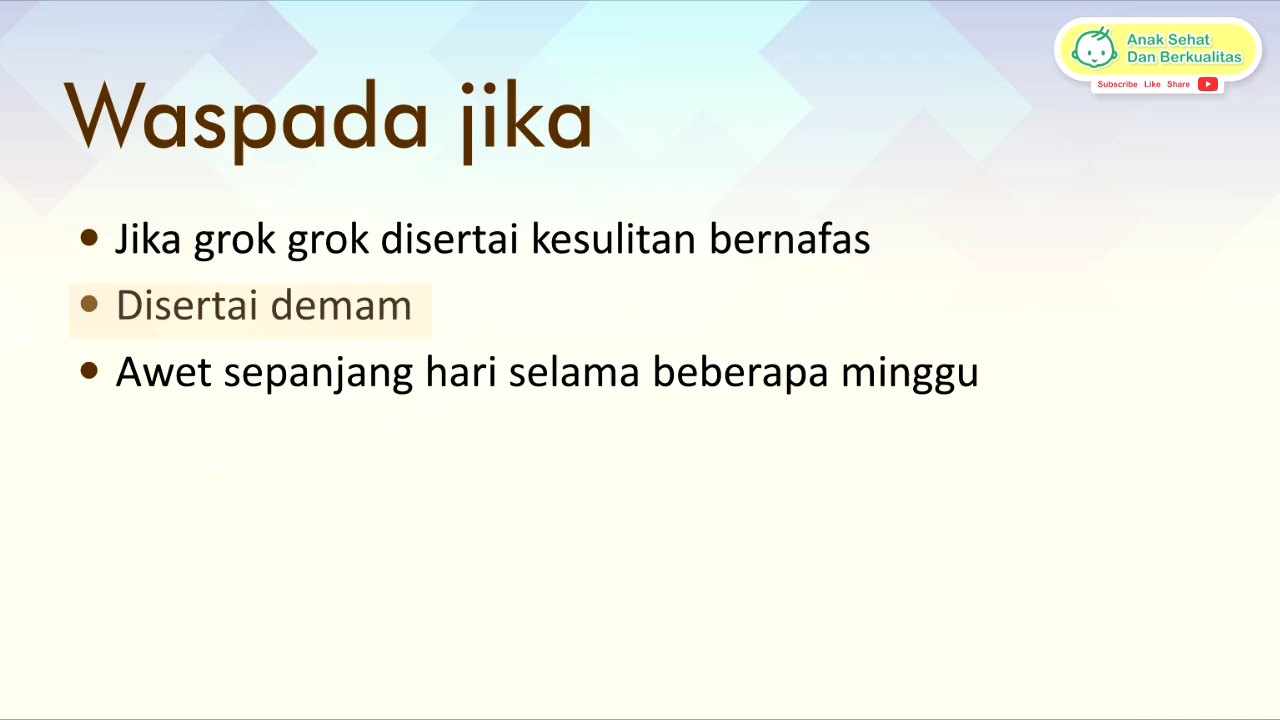 Anak Sehat
Dan Berkualitas
Subscribe Like Share
Waspada jika
Jika grok grok disertai kesulitan bernafas
Disertai demam
Awet sepanjang hari selama beberapa minggu